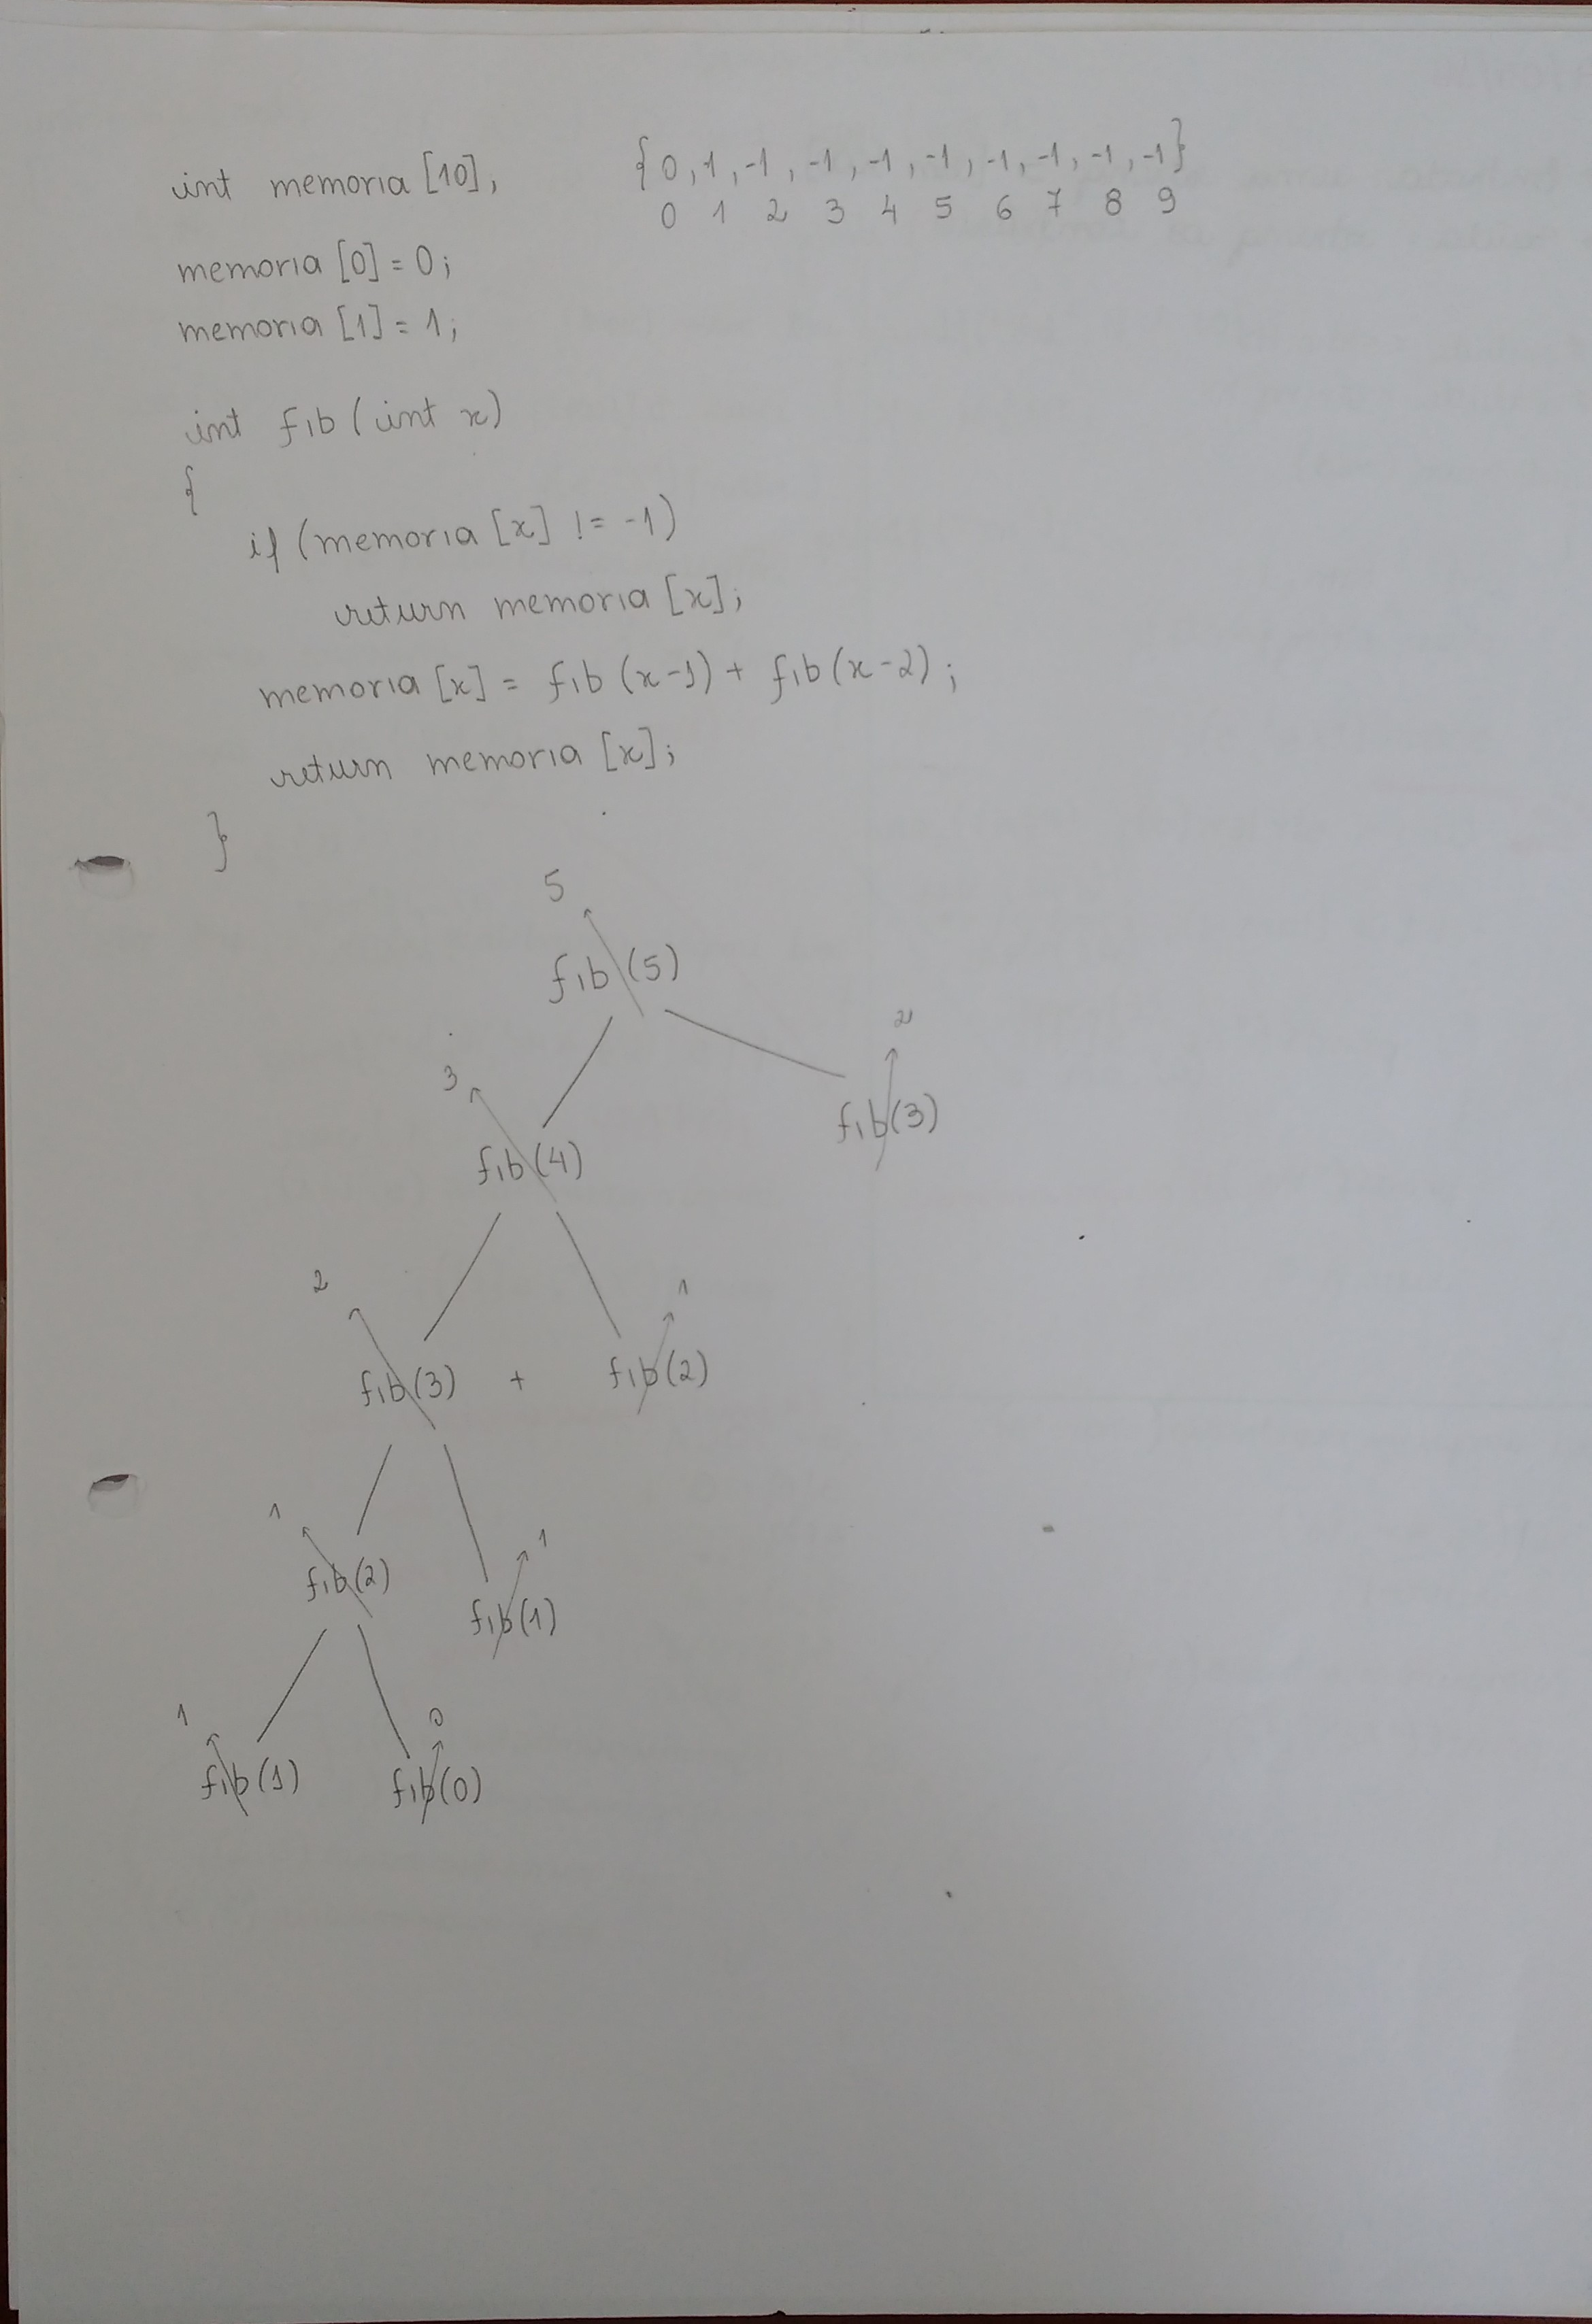 int memoria [10]; {0,1,-1,-1,-1,-1,-1,-1,-1,-1}
0 1 2 3 4 5 6 7 8 9
memoria [0] = 0;
memoria [1] = 1;
int fib (int x)
{
if (memoria [x] != -1)
return memoria [x];
memoria [x] = fib (x-1) + fib (x-2);
return memoria [x];
}
5
fib (5)
2
3
fib(3)
fib(4)
2
1
fib(3) + fib(2)
1
1
fib(2)
fib(1)
1
0
fib(1) fib(0)